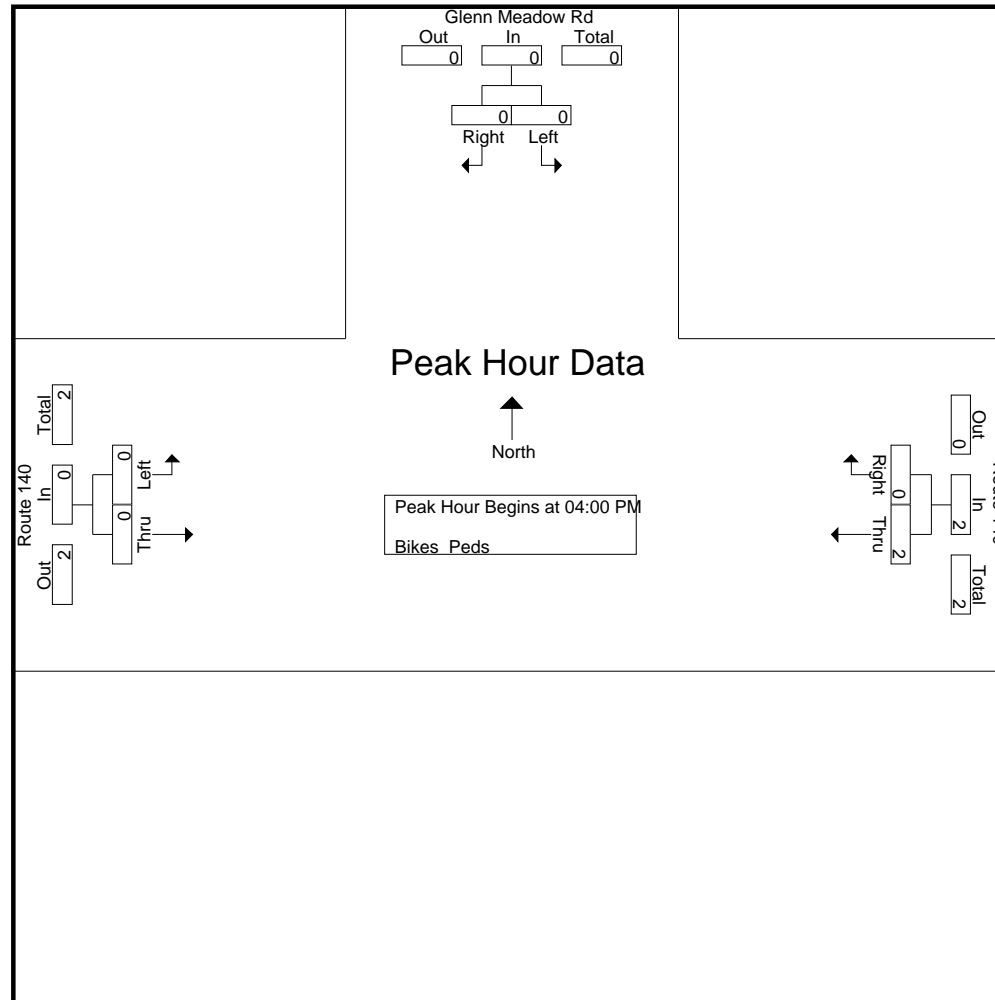 Glenn Meadow Rd
Out In Total
0 0 0
0 0
Right Left
Peak Hour Data
North
Peak Hour Begins at 04:00 PM
Bikes Peds
Route 140
Out In Total
2 0 2
0 0
Left Thru
Out In Total
0 2 2
0 2
Right Thru